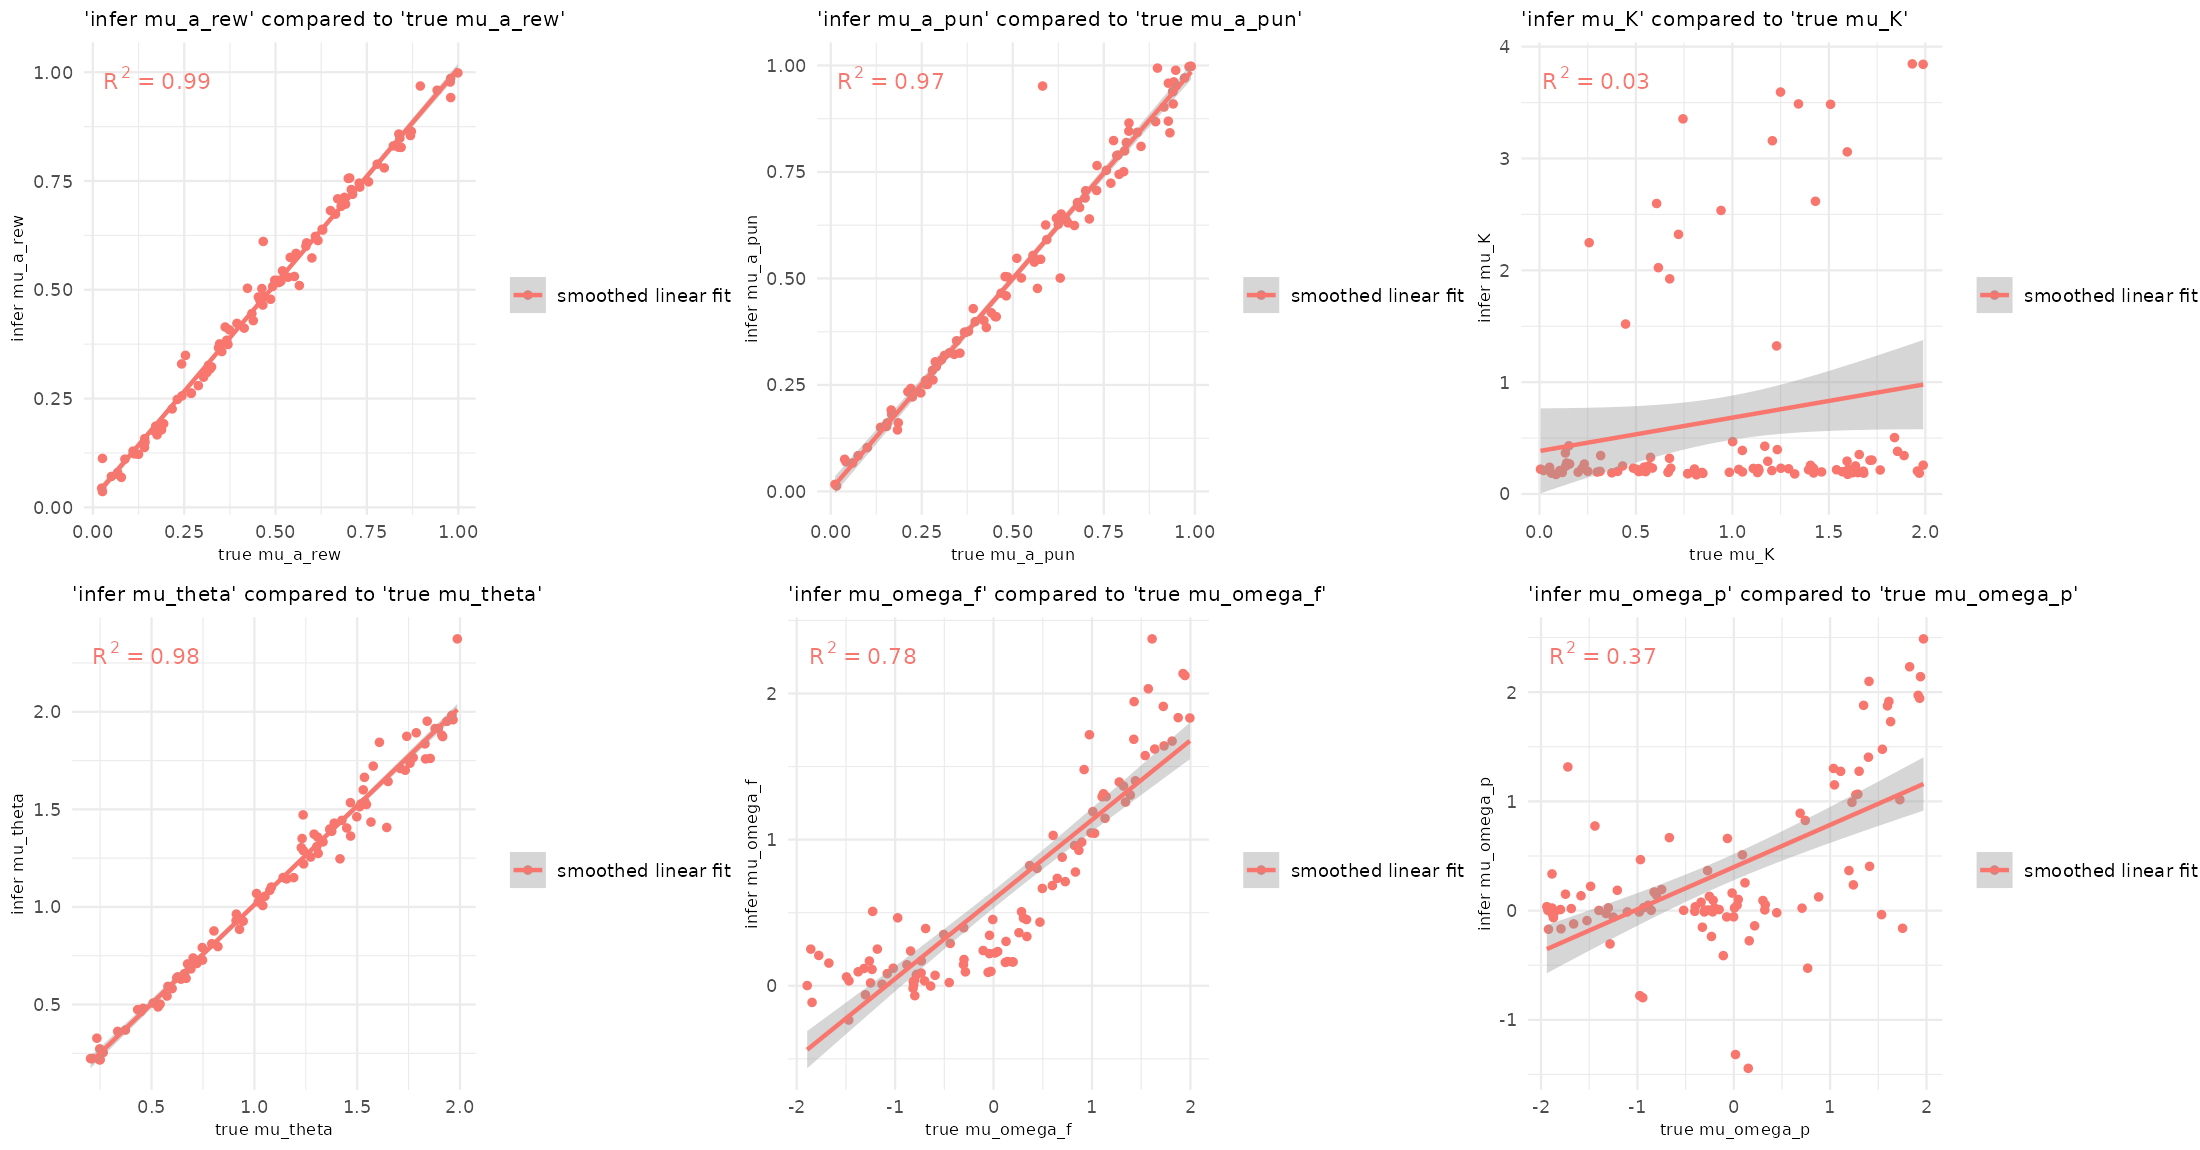 'infer mu_a_rew' compared to 'true mu_a_rew'
R² = 0.99
1.00
0.75
0.50
0.25
0.00
infer mu_a_rew
0.00 0.25 0.50 0.75 1.00
true mu_a_rew
smoothed linear fit
'infer mu_a_pun' compared to 'true mu_a_pun'
R² = 0.97
1.00
0.75
0.50
0.25
0.00
infer mu_a_pun
0.00 0.25 0.50 0.75 1.00
true mu_a_pun
smoothed linear fit
'infer mu_K' compared to 'true mu_K'
R² = 0.03
4
3
2
1
0
infer mu_K
0.0 0.5 1.0 1.5 2.0
true mu_K
smoothed linear fit
'infer mu_theta' compared to 'true mu_theta'
R² = 0.98
2.0
1.5
1.0
0.5
infer mu_theta
0.5 1.0 1.5 2.0
true mu_theta
smoothed linear fit
'infer mu_omega_f' compared to 'true mu_omega_f'
R² = 0.78
2
1
0
infer mu_omega_f
-2 -1 0 1 2
true mu_omega_f
smoothed linear fit
'infer mu_omega_p' compared to 'true mu_omega_p'
R² = 0.37
2
1
0
-1
infer mu_omega_p
-2 -1 0 1 2
true mu_omega_p
smoothed linear fit